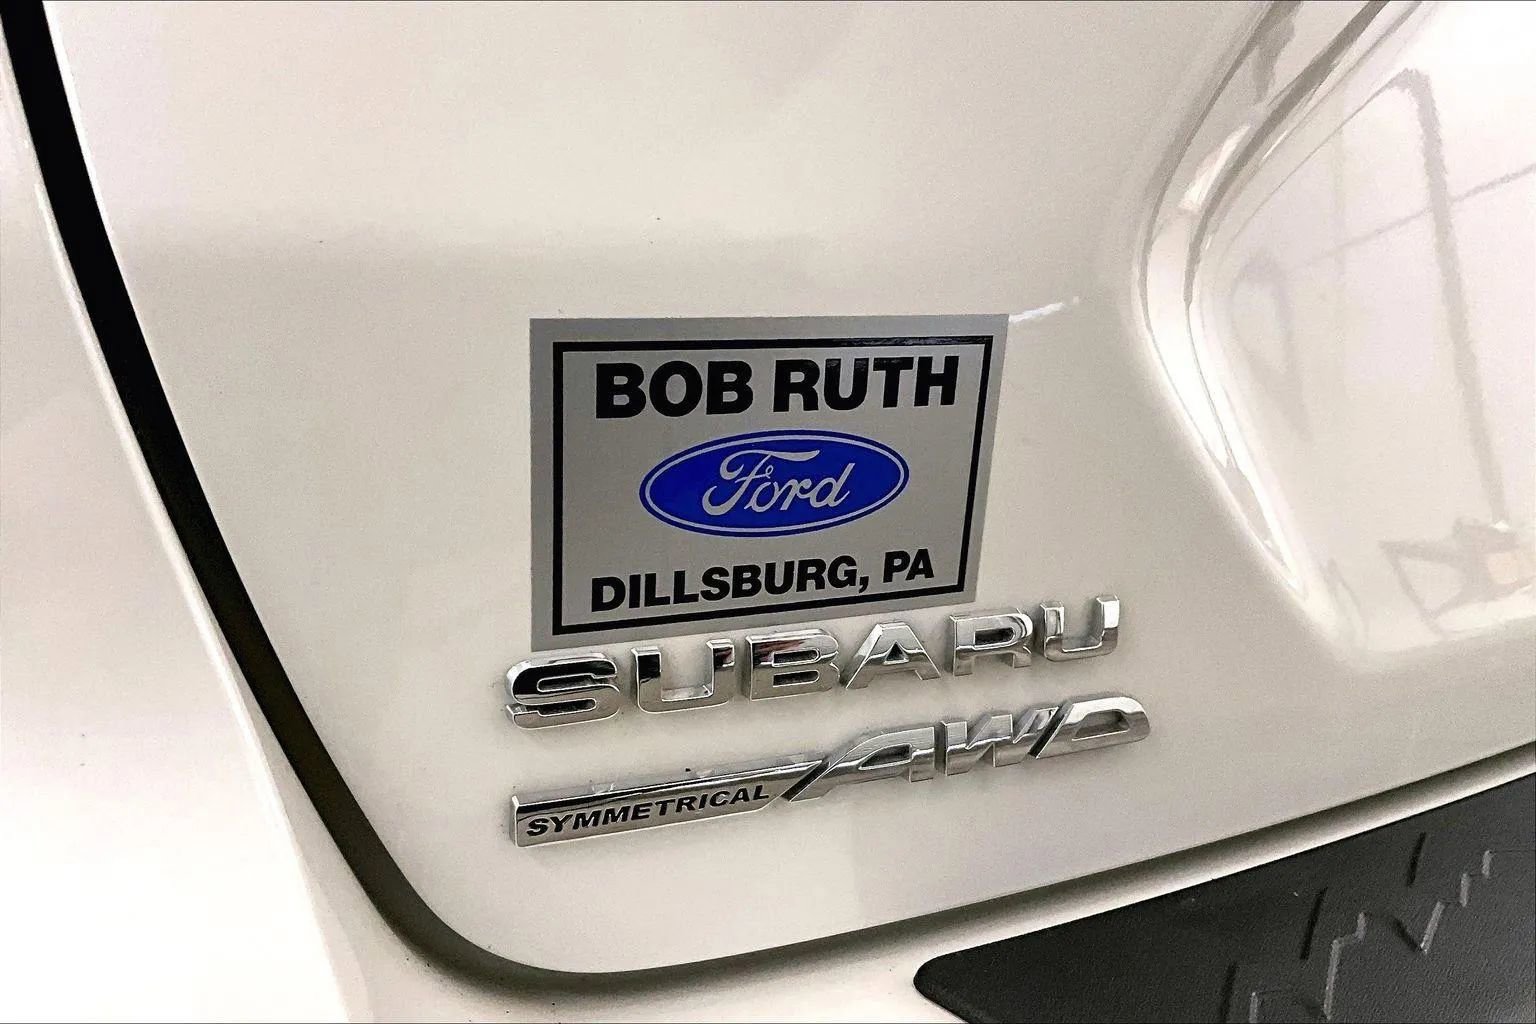 BOB RUTH
Ford
DILLSBURG, PA
SUBARU
SYMMETRICAL AWD